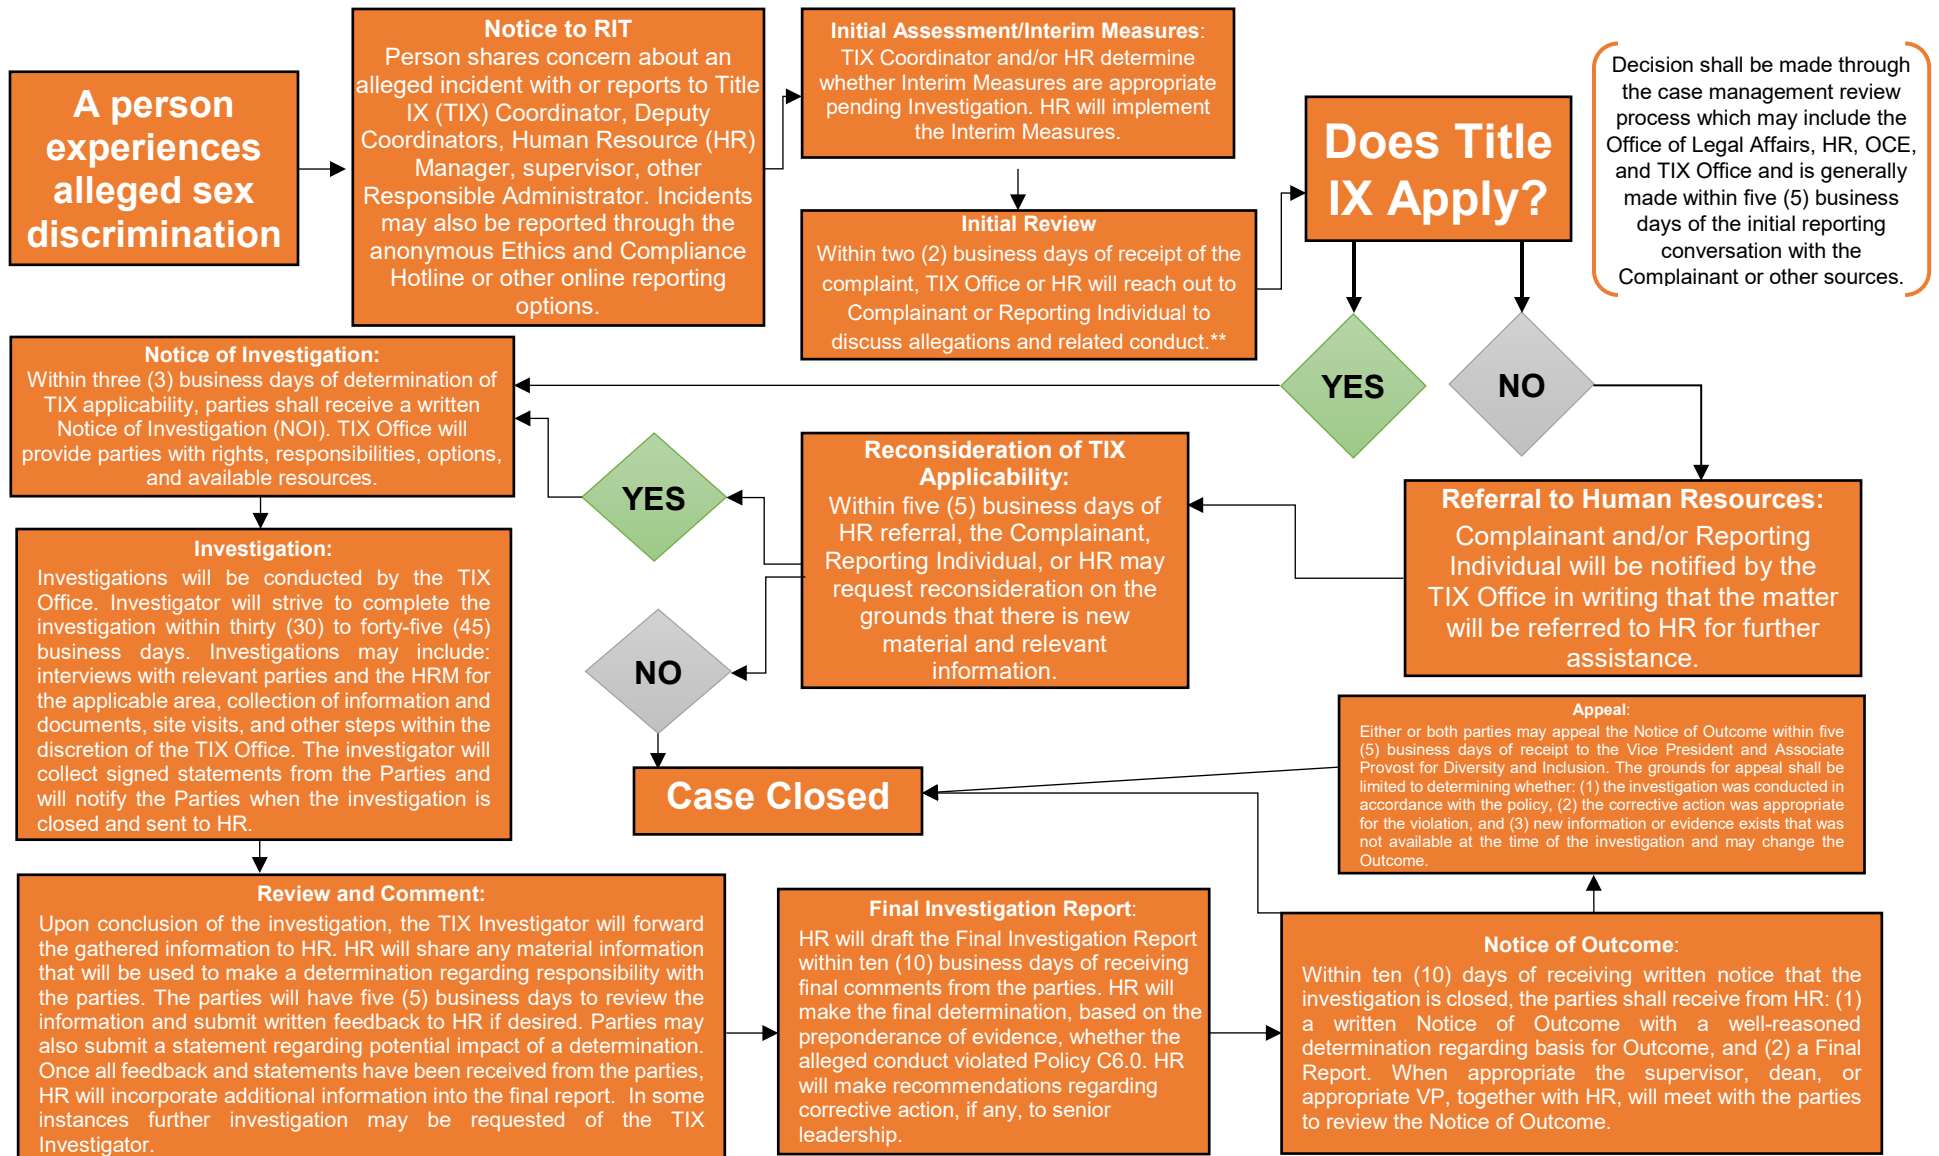 A person
experiences
alleged sex
discrimination
Notice to RIT
Person shares concern about an
alleged incident with or reports to Title
IX (TIX) Coordinator, Deputy
Coordinators, Human Resource (HR)
Manager, supervisor, other
Responsible Administrator. Incidents
may also be reported through the
anonymous Ethics and Compliance
Hotline or other online reporting
options.
Initial Assessment/Interim Measures:
TIX Coordinator and/or HR determine
whether Interim Measures are appropriate
pending Investigation. HR will implement
the Interim Measures.
Initial Review
Within two (2) business days of receipt of the
complaint, TIX Office or HR will reach out to
Complainant or Reporting Individual to
discuss allegations and related conduct.**
Does Title
IX Apply?
Decision shall be made through
the case management review
process which may include the
Office of Legal Affairs, HR, OCE,
and TIX Office and is generally
made within five (5) business
days of the initial reporting
conversation with the
Complainant or other sources.
YES
NO
Notice of Investigation:
Within three (3) business days of determination of
TIX applicability, parties shall receive a written
Notice of Investigation (NOI). TIX Office will
provide parties with rights, responsibilities, options,
and available resources.
Referral to Human Resources:
Complainant and/or Reporting
Individual will be notified by the
TIX Office in writing that the matter
will be referred to HR for further
assistance.
Reconsideration of TIX
Applicability:
Within five (5) business days of
HR referral, the Complainant,
Reporting Individual, or HR may
request reconsideration on the
grounds that there is new
material and relevant
information.
YES
NO
Case Closed
Investigation:
Investigations will be conducted by the TIX
Office. Investigator will strive to complete the
investigation within thirty (30) to forty-five (45)
business days. Investigations may include:
interviews with relevant parties and the HRM for
the applicable area, collection of information and
documents, site visits, and other steps within the
discretion of the TIX Office. The investigator will
collect signed statements from the Parties and
will notify the Parties when the investigation is
closed and sent to HR.
Review and Comment:
Upon conclusion of the investigation, the TIX Investigator will forward
the gathered information to HR. HR will share any material information
that will be used to make a determination regarding responsibility with
the parties. The parties will have five (5) business days to review the
information and submit written feedback to HR if desired. Parties may
also submit a statement regarding potential impact of a determination.
Once all feedback and statements have been received from the parties,
HR will incorporate additional information into the final report. In some
instances further investigation may be requested of the TIX
Investigator.
Final Investigation Report:
HR will draft the Final Investigation Report
within ten (10) business days of receiving
final comments from the parties. HR will
make the final determination, based on the
preponderance of evidence, whether the
alleged conduct violated Policy C6.0. HR
will make recommendations regarding
corrective action, if any, to senior
leadership.
Notice of Outcome:
Within ten (10) days of receiving written notice that the
investigation is closed, the parties shall receive from HR: (1)
a written Notice of Outcome with a well-reasoned
determination regarding basis for Outcome, and (2) a Final
Report. When appropriate the supervisor, dean, or
appropriate VP, together with HR, will meet with the parties
to review the Notice of Outcome.
Appeal:
Either or both parties may appeal the Notice of Outcome within five
(5) business days of receipt to the Vice President and Associate
Provost for Diversity and Inclusion. The grounds for appeal shall be
limited to determining whether: (1) the investigation was conducted in
accordance with the policy, (2) the corrective action was appropriate
for the violation, and (3) new information or evidence exists that was
not available at the time of the investigation and may change the
Outcome.